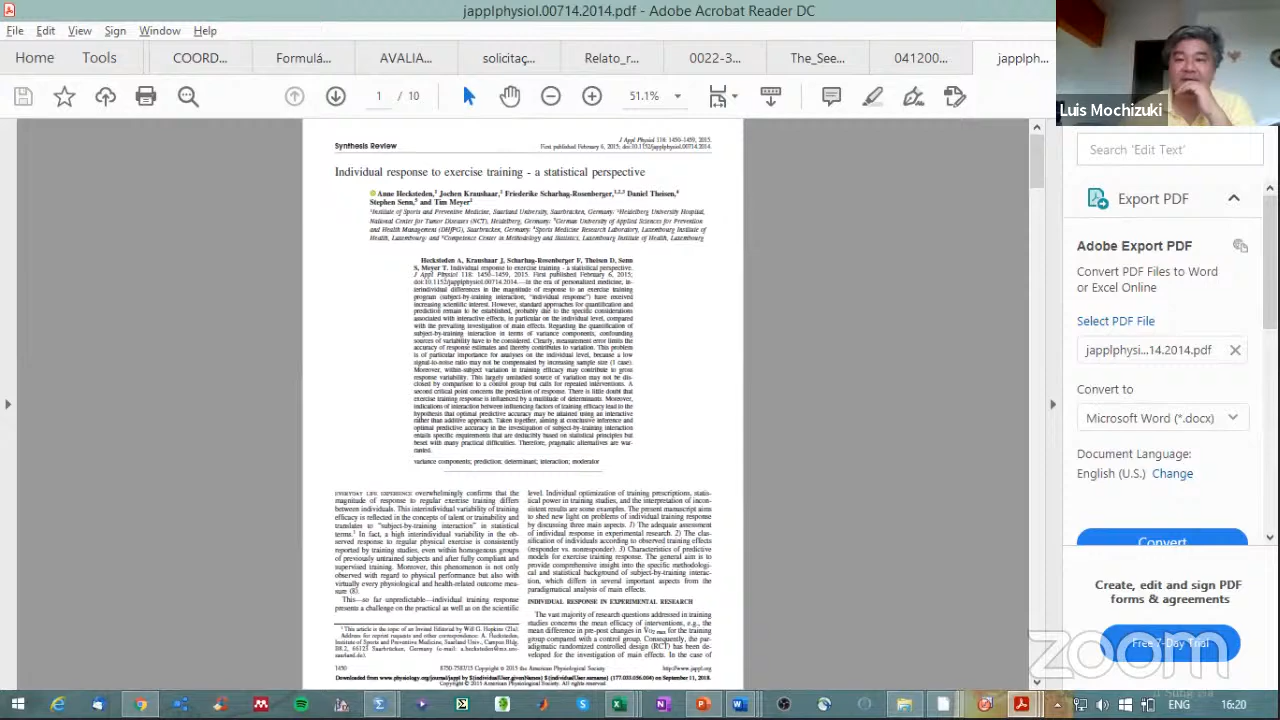 japplphysiol.00714.2014.pdf - Adobe Acrobat Reader DC
File Edit View Sign Window Help
Home Tools COORD... Formulá... AVALIA... solicitaç... Relato_r... 0022-3... The_See... 041200... japplph...
1 / 10 51.1%
Luis Mochizuki
Synthesis Review
J Appl Physiol 118: 1450–1459, 2015.
First published February 6, 2015; doi:10.1152/japplphysiol.00714.2014.
Individual response to exercise training - a statistical perspective
Anne Hecksteden,1 Jochen Kraushaar,1 Friederike Scharhag-Rosenberger,1,2,3 Daniel Theisen,4
Stephen Senn,5 and Tim Meyer1
1Institute of Sports and Preventive Medicine, Saarland University, Saarbrucken, Germany; 2Heidelberg University Hospital,
National Center for Tumor Diseases (NCT), Heidelberg, Germany; 3German University of Applied Sciences for Prevention
and Health Management (DHfPG), Saarbrucken, Germany; 4Sports Medicine Research Laboratory, Luxembourg Institute of
Health, Luxembourg; and 5Competence Center in Methodology and Statistics, Luxembourg Institute of Health, Luxembourg
Hecksteden A, Kraushaar J, Scharhag-Rosenberger F, Theisen D, Senn
S, Meyer T. Individual response to exercise training - a statistical perspective.
J Appl Physiol 118: 1450–1459, 2015. First published February 6, 2015;
doi:10.1152/japplphysiol.00714.2014.—In the era of personalized medicine, in-
terindividual differences in the magnitude of response to an exercise training
program (subject-by-training interaction; "individual response") have received
increasing scientific interest. However, standard approaches for quantification and
prediction remain to be established, probably due to the specific considerations
associated with interactive effects, in particular on the individual level, compared
with the prevailing investigation of main effects. Regarding the quantification of
subject-by-training interaction in terms of variance components, confounding
sources of variability have to be considered. Clearly, measurement error limits the
accuracy of response estimates and thereby contributes to variation. This problem
is of particular importance for analyses on the individual level, because a low
signal-to-noise ratio may not be compensated by increasing sample size (1 case).
Moreover, within-subject variation in training efficacy may contribute to gross
response variability. This largely unstudied source of variation may not be dis-
closed by comparison to a control group but calls for repeated interventions. A
second critical point concerns the prediction of response. There is little doubt that
exercise training response is influenced by a multitude of determinants. Moreover,
indications of interaction between influencing factors of training efficacy lead to the
hypothesis that optimal predictive accuracy may be attained using an interactive
rather than additive approach. Taken together, aiming at conclusive inference and
optimal predictive accuracy in the investigation of subject-by-training interaction
entails specific requirements that are deducibly based on statistical principles but
beset with many practical difficulties. Therefore, pragmatic alternatives are war-
ranted.
variance components; prediction; determinant; interaction; moderator
EVERYDAY LIFE EXPERIENCE overwhelmingly confirms that the
magnitude of response to regular exercise training differs
between individuals. This interindividual variability of training
efficacy is reflected in the concepts of talent or trainability and
translates to "subject-by-training interaction" in statistical
terms.1 In fact, a high interindividual variability in the ob-
served response to regular physical exercise is consistently
reported by training studies, even within homogenous groups
of previously untrained subjects and after fully compliant and
supervised training. Moreover, this phenomenon is not only
observed with regard to physical performance but also with
virtually every physiological and health-related outcome mea-
sure (8).
This—so far unpredictable—individual training response
presents a challenge on the practical as well as on the scientific
1 This article is the topic of an Invited Editorial by Will G. Hopkins (21a).
Address for reprint requests and other correspondence: A. Hecksteden,
Institute of Sports and Preventive Medicine, Saarland Univ., Campus Bldg.
B8.2, 66123 Saarbrücken, Germany (e-mail: a.hecksteden@mx.uni-
saarland.de).
level. Individual optimization of training prescriptions, statis-
tical power in training studies, and the interpretation of incon-
sistent results are some examples. The present manuscript aims
to shed new light on problems of individual training response
by discussing three main aspects. 1) The adequate assessment
of individual response in experimental research. 2) The clas-
sification of individuals according to observed training effects
(responder vs. nonresponder). 3) Characteristics of predictive
models for exercise training response. The general aim is to
provide comprehensive insight into the specific methodologi-
cal and statistical background of subject-by-training interac-
tion, which differs in several important aspects from the
paradigmatical analysis of main effects.
INDIVIDUAL RESPONSE IN EXPERIMENTAL RESEARCH
The vast majority of research questions addressed in training
studies concerns the mean efficacy of interventions, e.g., the
mean difference in pre-post changes in V̇o2 max for the training
group compared with a control group. Consequently, the par-
adigmatic randomized controlled design (RCT) has been de-
veloped for the investigation of main effects. In the case of
1450 8750-7587/15 Copyright © 2015 the American Physiological Society http://www.jappl.org
Downloaded from www.physiology.org/journal/jappl by ${individualUser.givenNames} ${individualUser.surname} (177.033.036.004) on September 11, 2018.
Copyright © 2015 American Physiological Society. All rights reserved.
Search 'Edit Text'
Export PDF
Adobe Export PDF
Convert PDF Files to Word
or Excel Online
Select PDF File
japplphysi...14.2014.pdf
Convert to
Microsoft Word (*.docx)
Document Language:
English (U.S.) Change
Convert
Create, edit and sign PDF
forms & agreements
Free 7-Day Trial
zoom
16:20